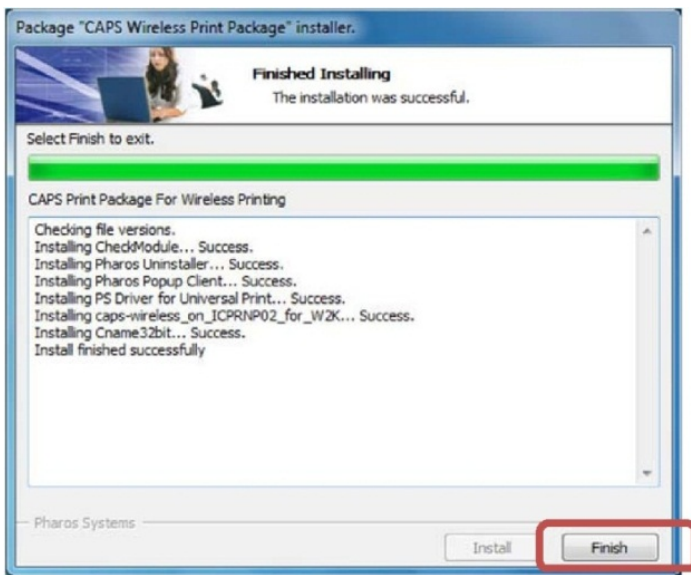 Package "CAPS Wireless Print Package" installer.
Finished Installing
The installation was successful.
Select Finish to exit.
CAPS Print Package For Wireless Printing
Checking file versions.
Installing CheckModule... Success.
Installing Pharos Uninstaller... Success.
Installing Pharos Popup Client... Success.
Installing PS Driver for Universal Print... Success.
Installing caps-wireless_on_ICPRNP02_for_W2K... Success.
Installing Cname32bit... Success.
Install finished successfully
Pharos Systems
Install
Finish